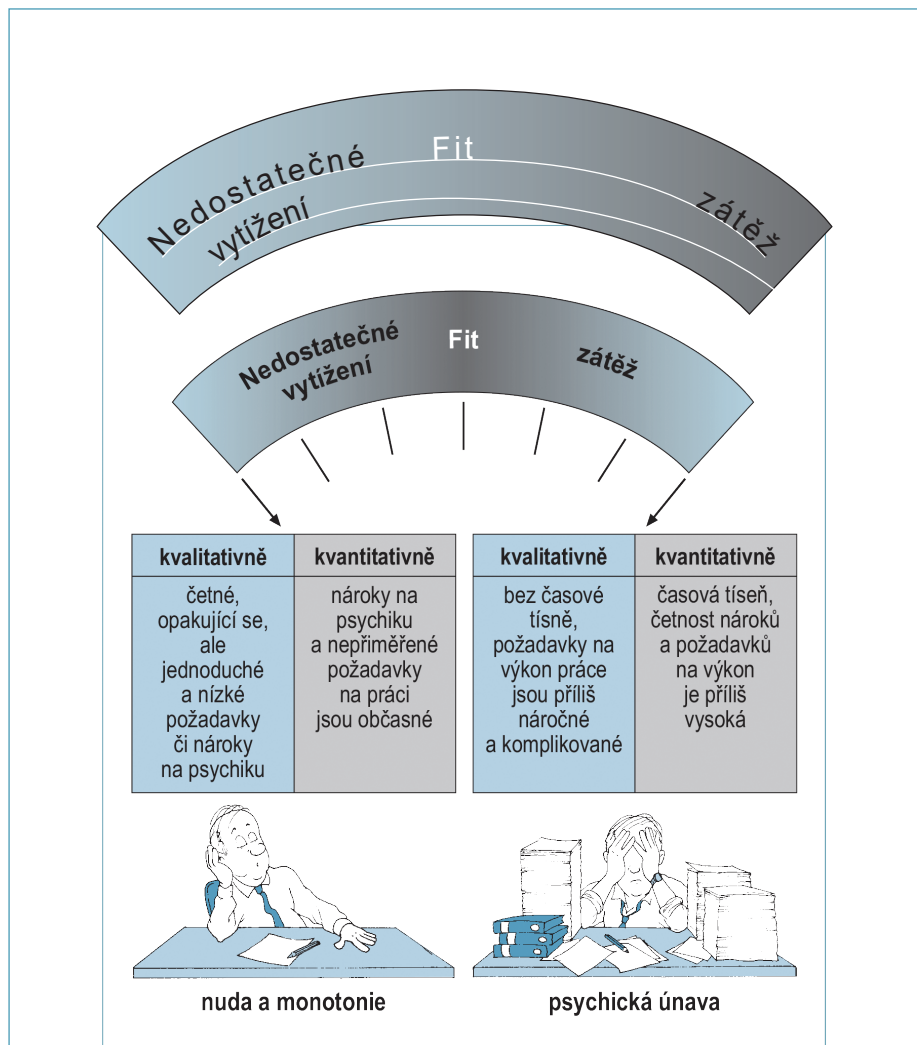 Nedostatečné
vytížení
Fit
zátěž
Nedostatečné
vytížení
Fit
zátěž
kvalitativně
četné,
opakující se,
ale
jednoduché
a nízké
požadavky
či nároky
na psychiku
kvantitativně
nároky na
psychiku
a nepřiměřené
požadavky
na práci
jsou občasné
kvalitativně
bez časové
tísně,
požadavky na
výkon práce
jsou příliš
náročné
a komplikované
kvantitativně
časová tíseň,
četnost nároků
a požadavků
na výkon
je příliš
vysoká
nuda a monotonie
psychická únava